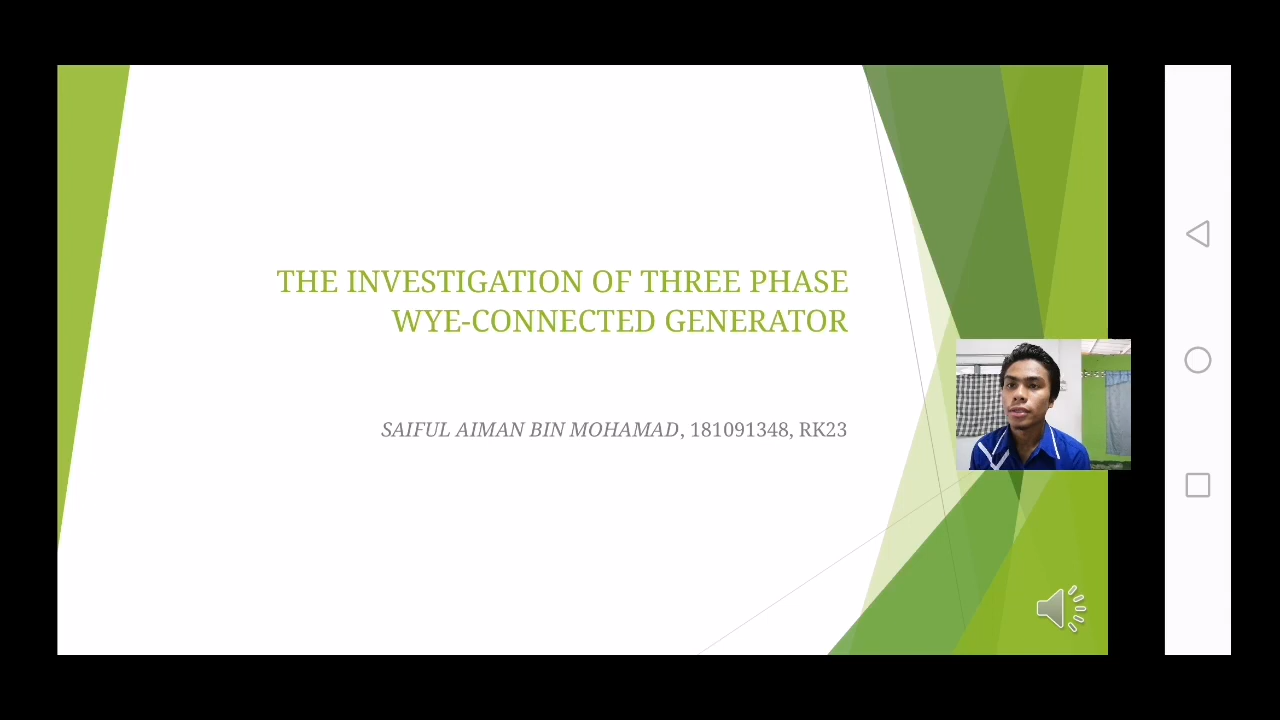 THE INVESTIGATION OF THREE PHASE
WYE-CONNECTED GENERATOR
SAIFUL AIMAN BIN MOHAMAD, 181091348, RK23